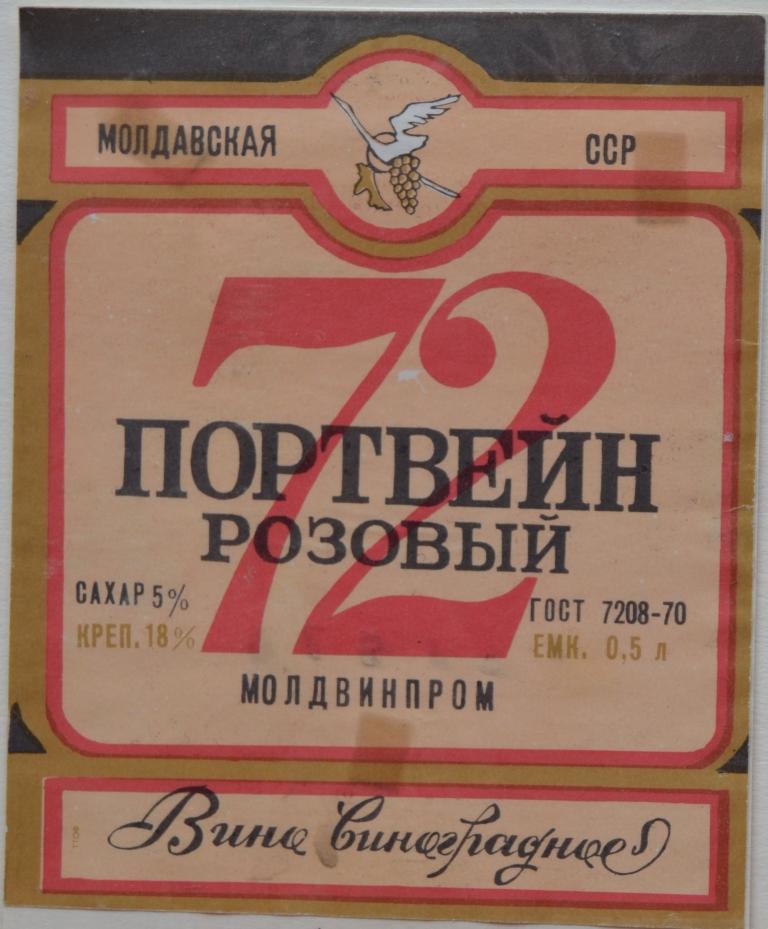 МОЛДАВСКАЯ ССР
72
ПОРТВЕЙН
РОЗОВЫЙ
САХАР 5% ГОСТ 7208-70
КРЕП. 18% ЕМК. 0,5 л
МОЛДВИНПРОМ
Вино виноградное